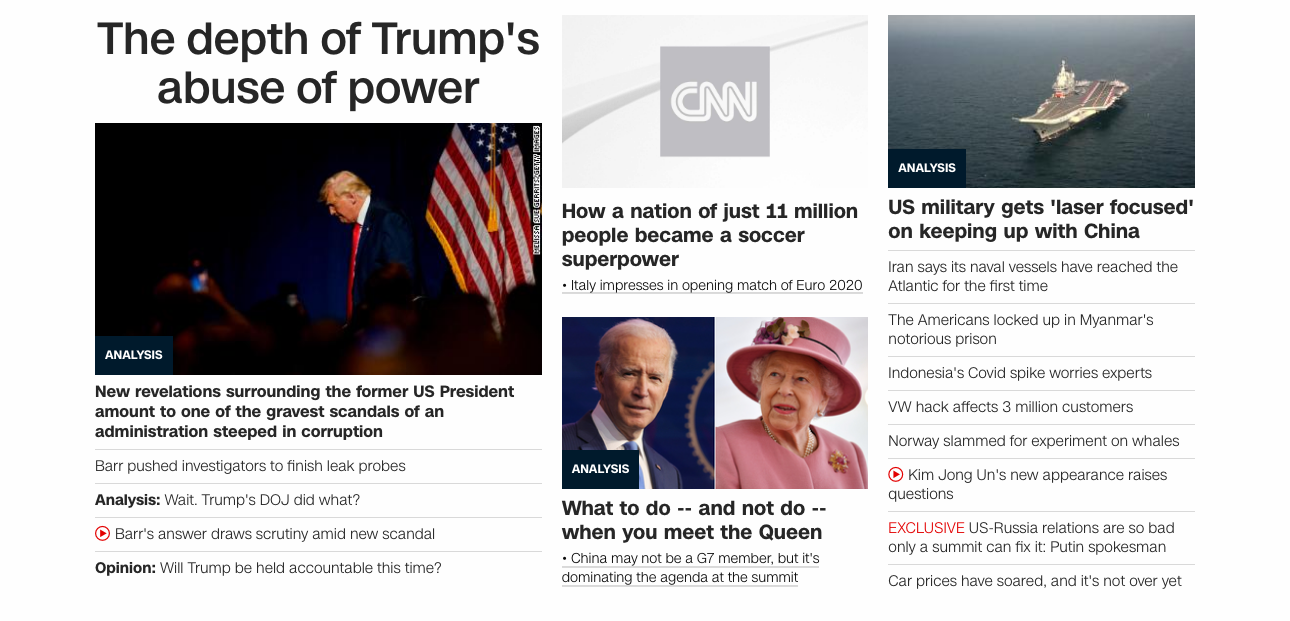 The depth of Trump's
abuse of power
MELISSA SUE GERRITS/GETTY IMAGES
ANALYSIS
New revelations surrounding the former US President
amount to one of the gravest scandals of an
administration steeped in corruption
Barr pushed investigators to finish leak probes
Analysis: Wait. Trump's DOJ did what?
Barr's answer draws scrutiny amid new scandal
Opinion: Will Trump be held accountable this time?
CNN
How a nation of just 11 million
people became a soccer
superpower
• Italy impresses in opening match of Euro 2020
ANALYSIS
What to do -- and not do --
when you meet the Queen
• China may not be a G7 member, but it's
dominating the agenda at the summit
ANALYSIS
US military gets 'laser focused'
on keeping up with China
Iran says its naval vessels have reached the
Atlantic for the first time
The Americans locked up in Myanmar's
notorious prison
Indonesia's Covid spike worries experts
VW hack affects 3 million customers
Norway slammed for experiment on whales
Kim Jong Un's new appearance raises
questions
EXCLUSIVE US-Russia relations are so bad
only a summit can fix it: Putin spokesman
Car prices have soared, and it's not over yet